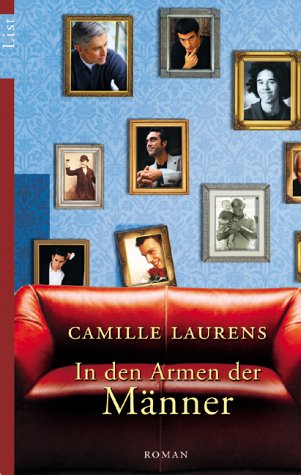 List
CAMILLE LAURENS
In den Armen der
Männer
ROMAN